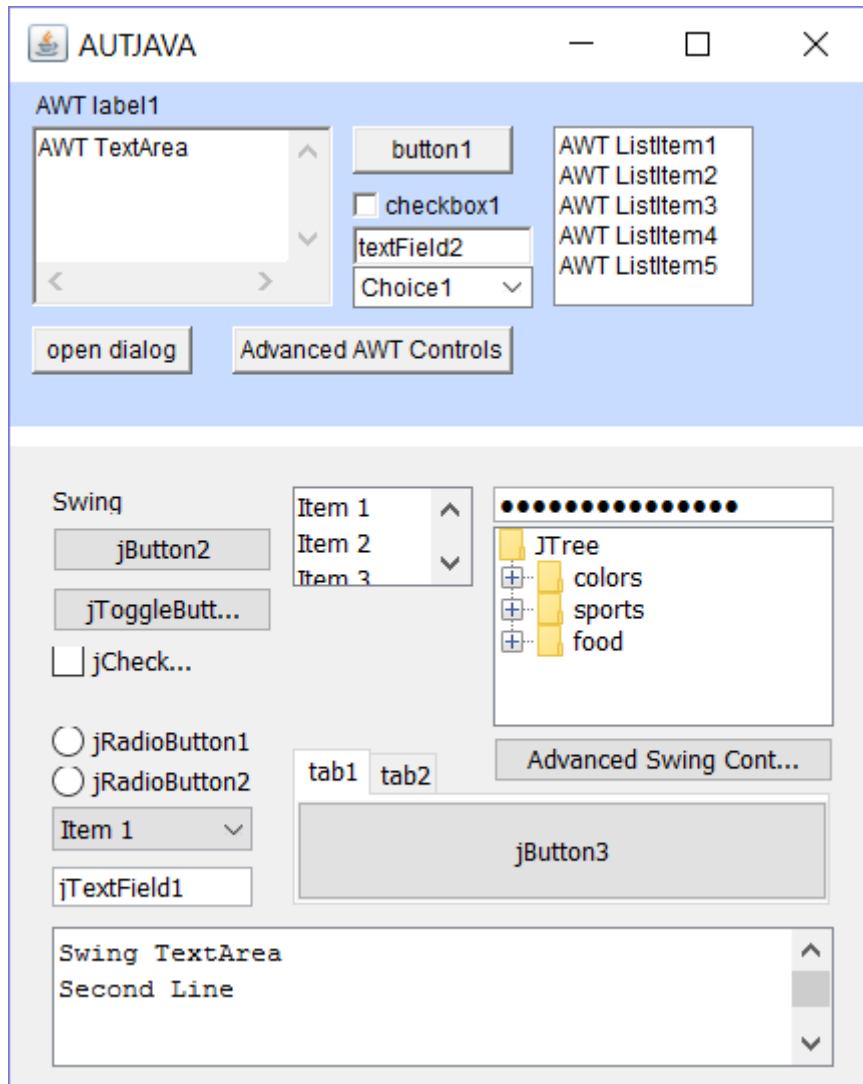 AUTJAVA
AWT label1
AWT TextArea
button1
checkbox1
textField2
Choice1
AWT ListItem1
AWT ListItem2
AWT ListItem3
AWT ListItem4
AWT ListItem5
open dialog
Advanced AWT Controls
Swing
jButton2
jToggleButt...
jCheck...
Item 1
Item 2
Item 3
●●●●●●●●●●●●●●●
JTree
colors
sports
food
jRadioButton1
jRadioButton2
Item 1
jTextField1
tab1 tab2
jButton3
Advanced Swing Cont...
Swing TextArea
Second Line